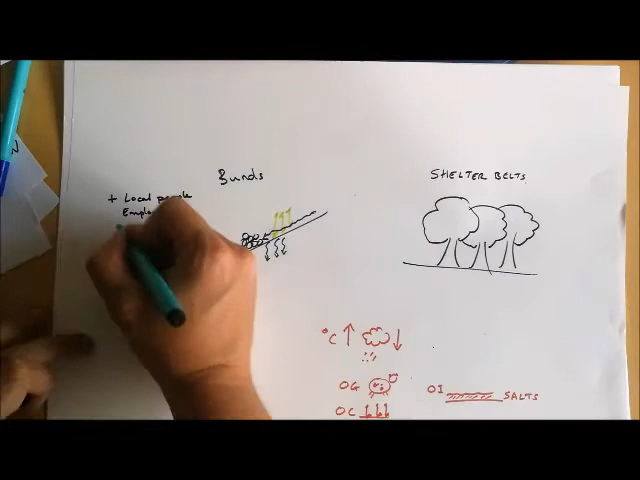 Bunds
SHELTER BELTS
+ Local people
°C
OG
OC
OI
SALTS